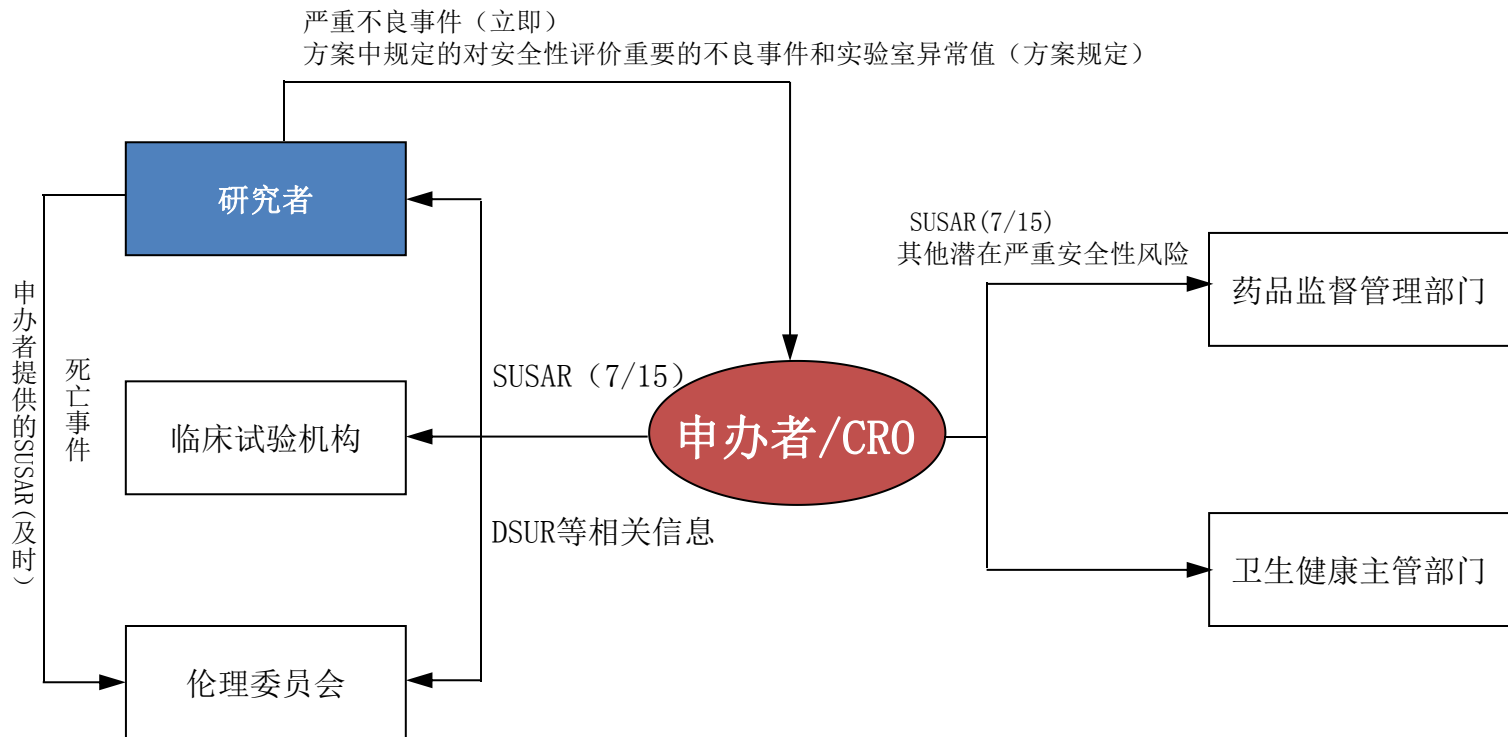 严重不良事件（立即）
方案中规定的对安全性评价重要的不良事件和实验室异常值（方案规定）
研究者
SUSAR(7/15)
其他潜在严重安全性风险
药品监督管理部门
申办者提供的SUSAR(及时)
死亡事件
SUSAR（7/15）
临床试验机构
申办者/CRO
DSUR等相关信息
卫生健康主管部门
伦理委员会